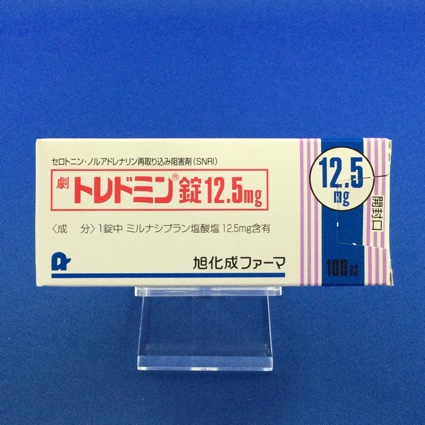 セロトニン・ノルアドレナリン再取り込み阻害剤(SNRI)
劇 トレドミン®錠12.5mg
〈成 分〉1錠中 ミルナシプラン塩酸塩 12.5mg含有
旭化成ファーマ
12.5
mg
開封口
100錠